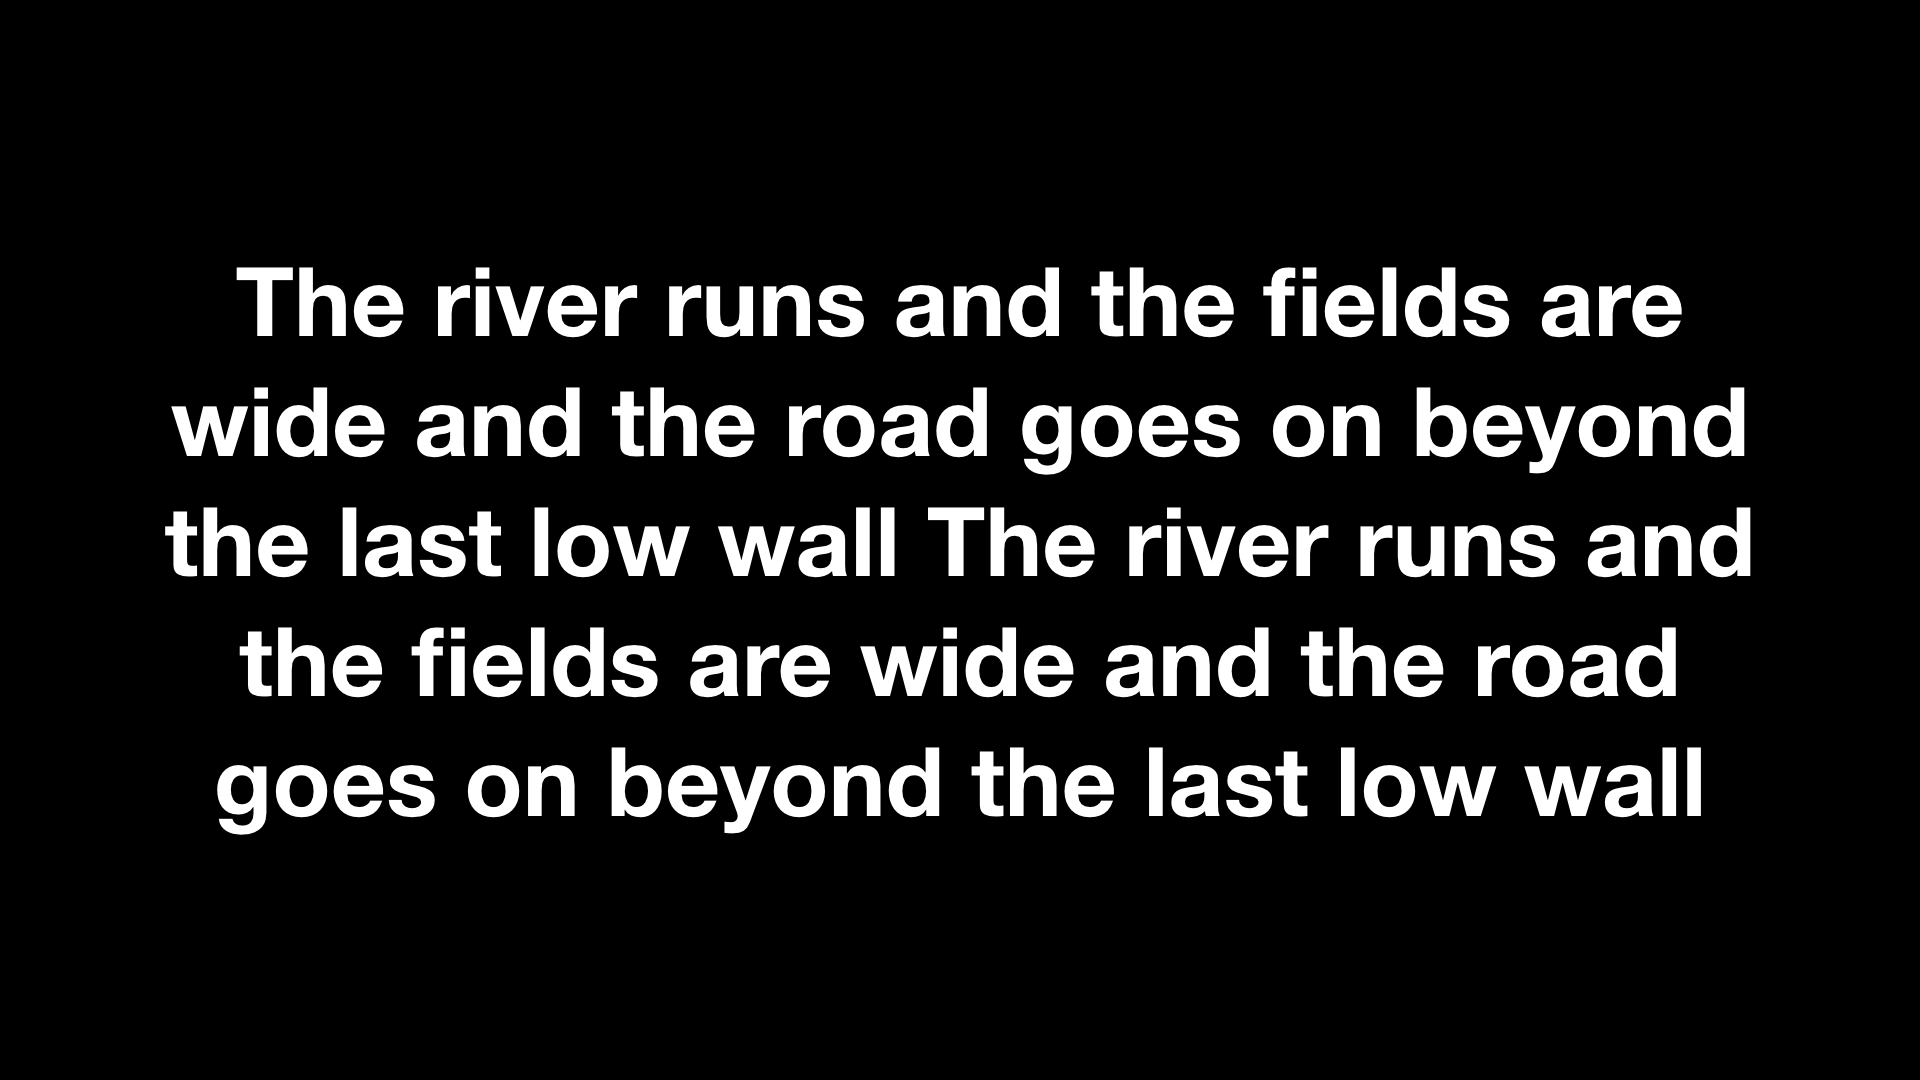 The river runs and the fields are
wide and the road goes on beyond
the last low wall The river runs and
the fields are wide and the road
goes on beyond the last low wall